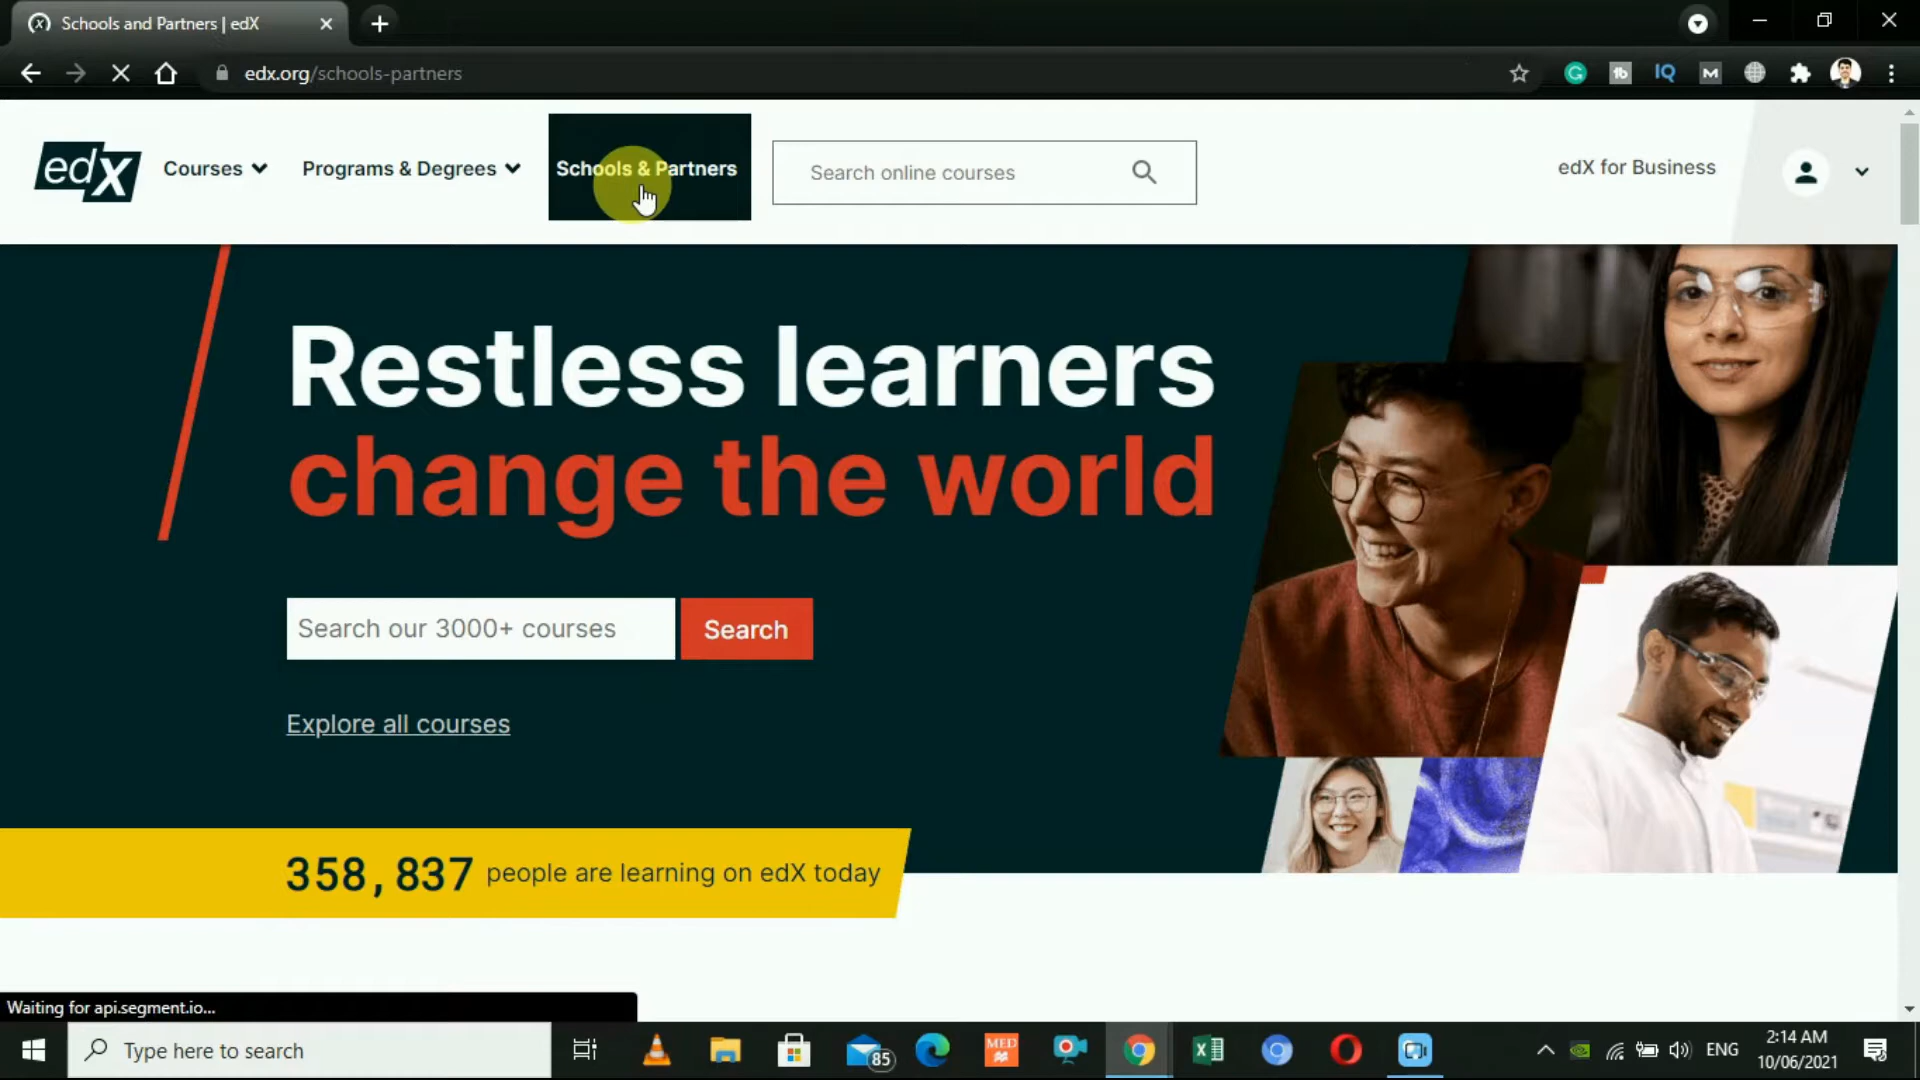 Schools and Partners | edX
edx.org/schools-partners
edX
Courses
Programs & Degrees
Schools & Partners
Search online courses
edX for Business
Restless learners
change the world
Search our 3000+ courses
Search
Explore all courses
358,837 people are learning on edX today
Waiting for api.segment.io...
Type here to search
85
MED
ENG
2:14 AM
10/06/2021